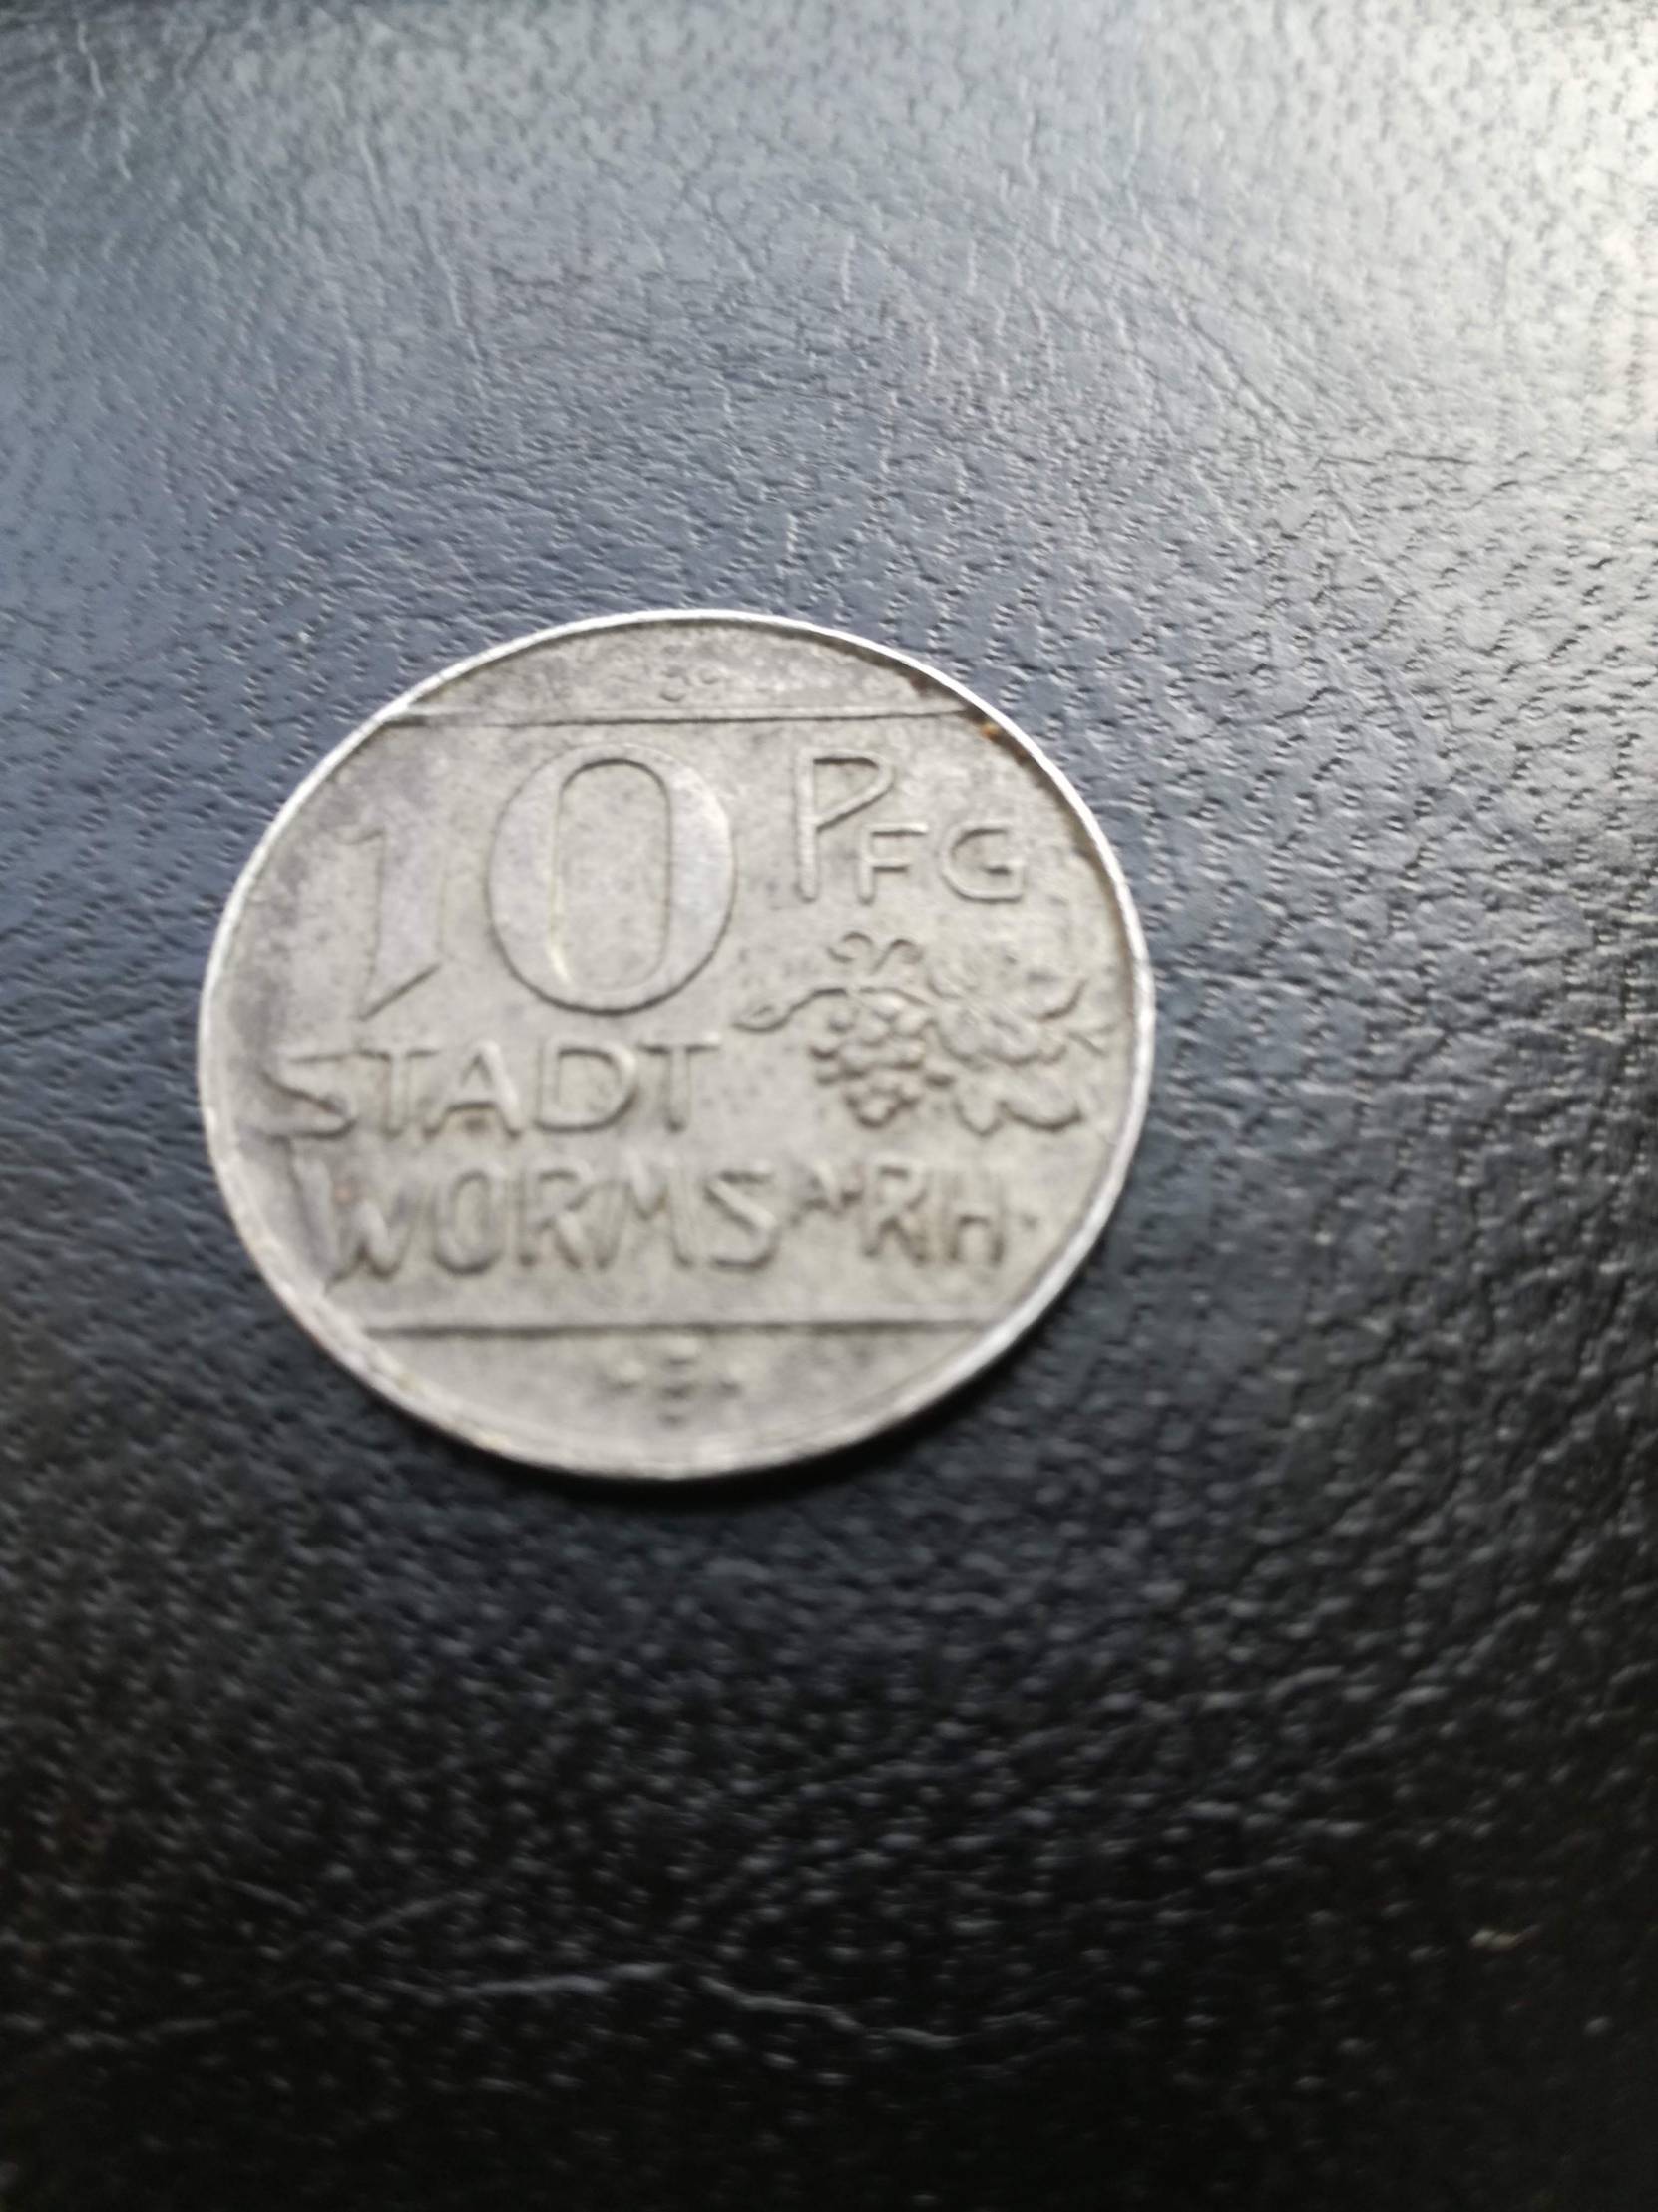 10 PFG
STADT
WORMS A. RH.